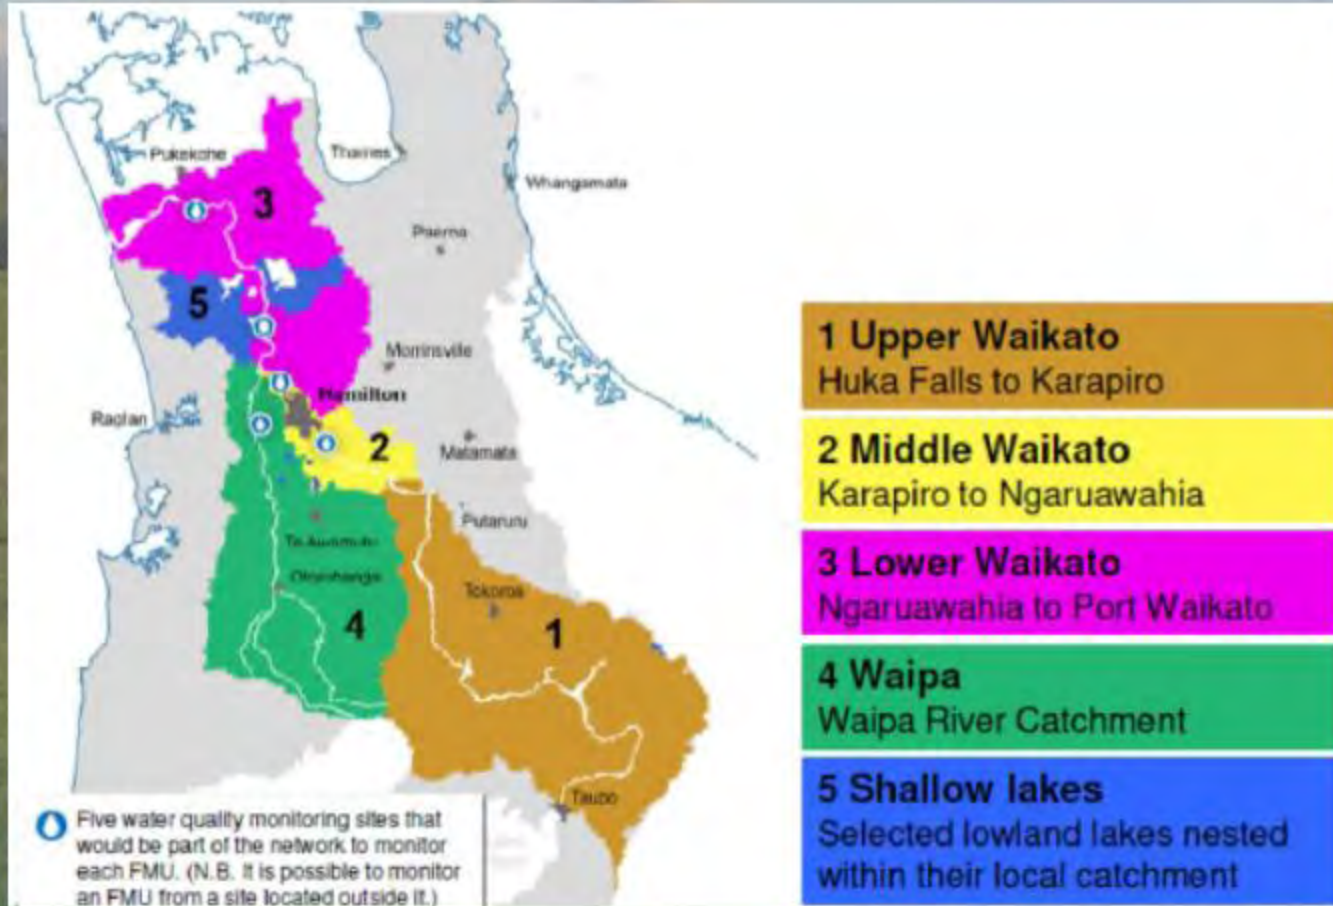 Pukekohe
Thames
3
Whangamata
Paeroa
5
Morrinsville
Hamilton
Raglan
2
Matamata
Putaruru
Te Awamutu
Otorohanga
Tokoroa
4
1
Taupo
Five water quality monitoring sites that
would be part of the network to monitor
each FMU. (N.B. It is possible to monitor
an FMU from a site located outside it.)
1 Upper Waikato
Huka Falls to Karapiro
2 Middle Waikato
Karapiro to Ngaruawahia
3 Lower Waikato
Ngaruawahia to Port Waikato
4 Waipa
Waipa River Catchment
5 Shallow lakes
Selected lowland lakes nested
within their local catchment